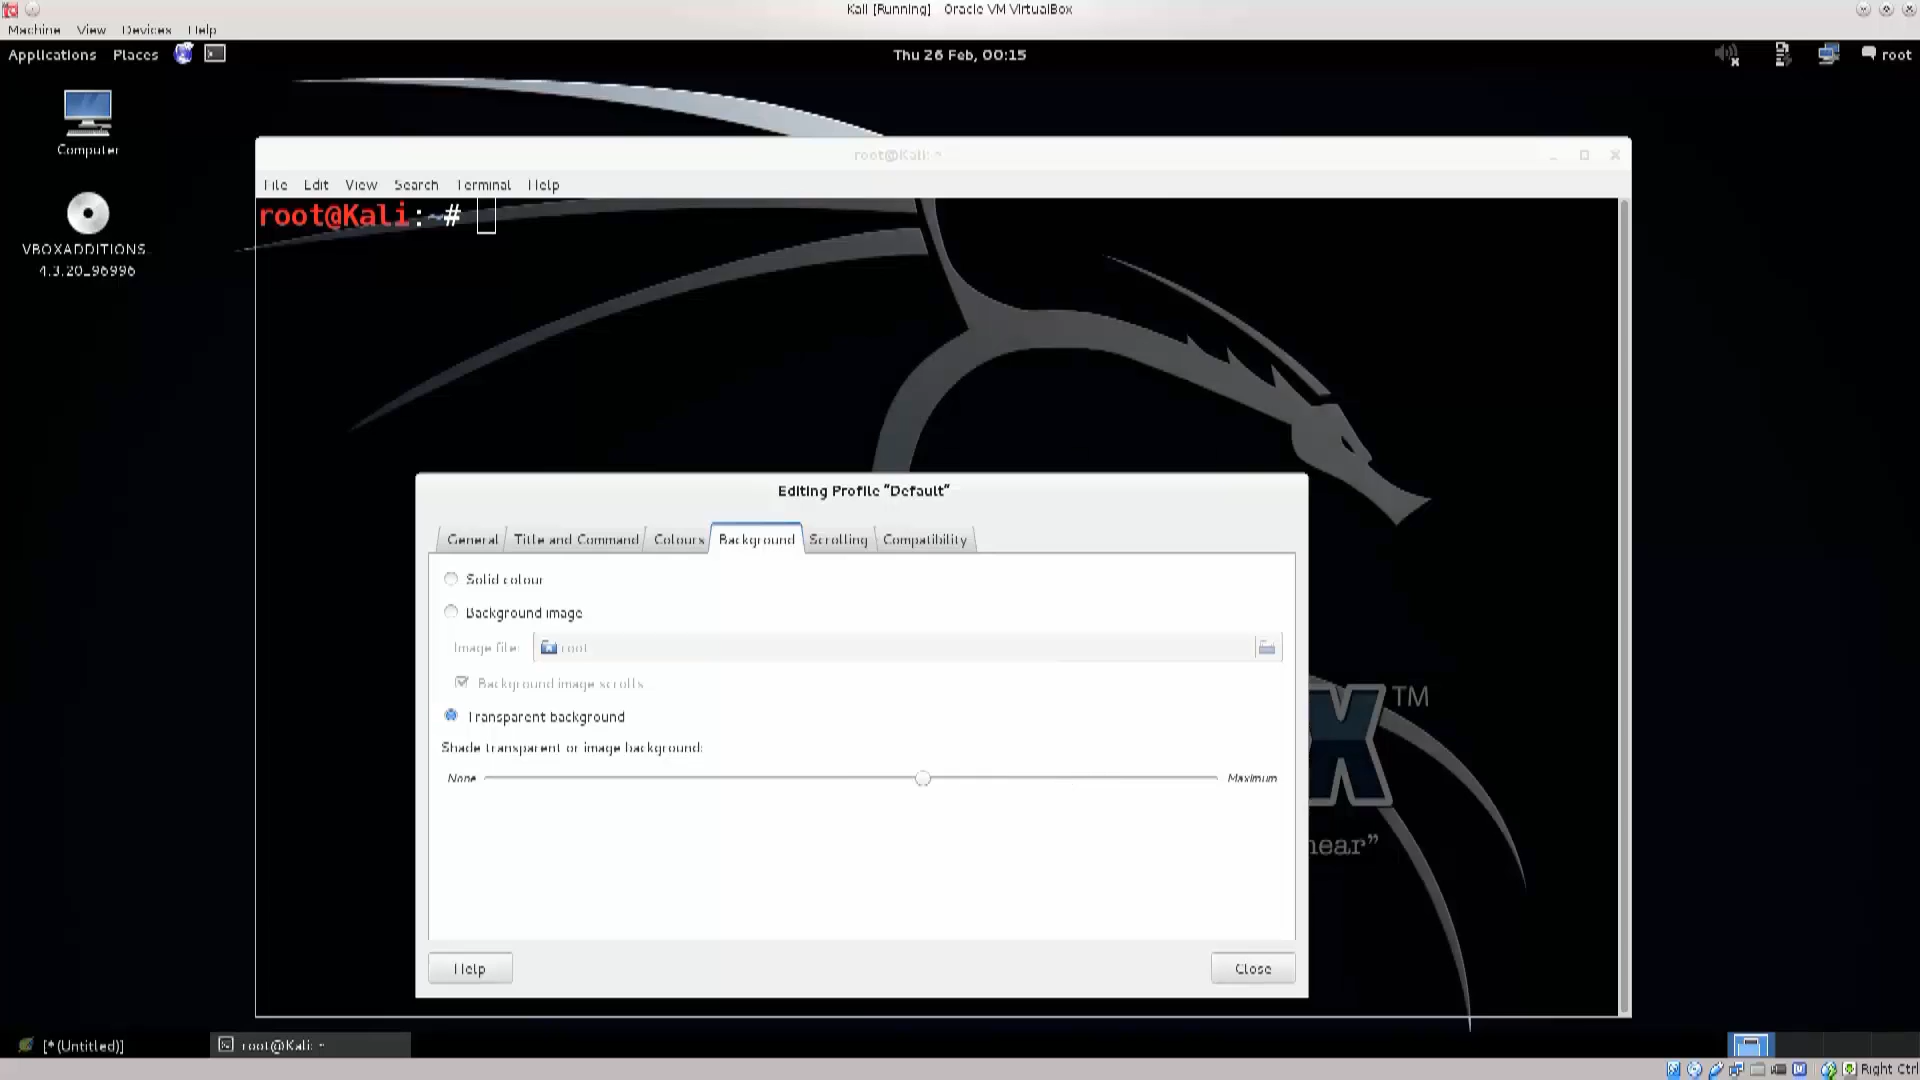 Kali [Running] Oracle VM VirtualBox
Machine View Devices Help
Applications Places Thu 26 Feb, 00:15 root
Computer
VBOXADDITIONS_
4.3.20_96996
root@Kali: ~
File Edit View Search Terminal Help
root@Kali:~#
Editing Profile “Default”
General Title and Command Colours Background Scrolling Compatibility
Solid colour
Background image
Image file: root
Background image scrolls
Transparent background
Shade transparent or image background:
None Maximum
Help Close
X TM
hear”
[*(Untitled)] root@Kali: ~
Right Ctrl